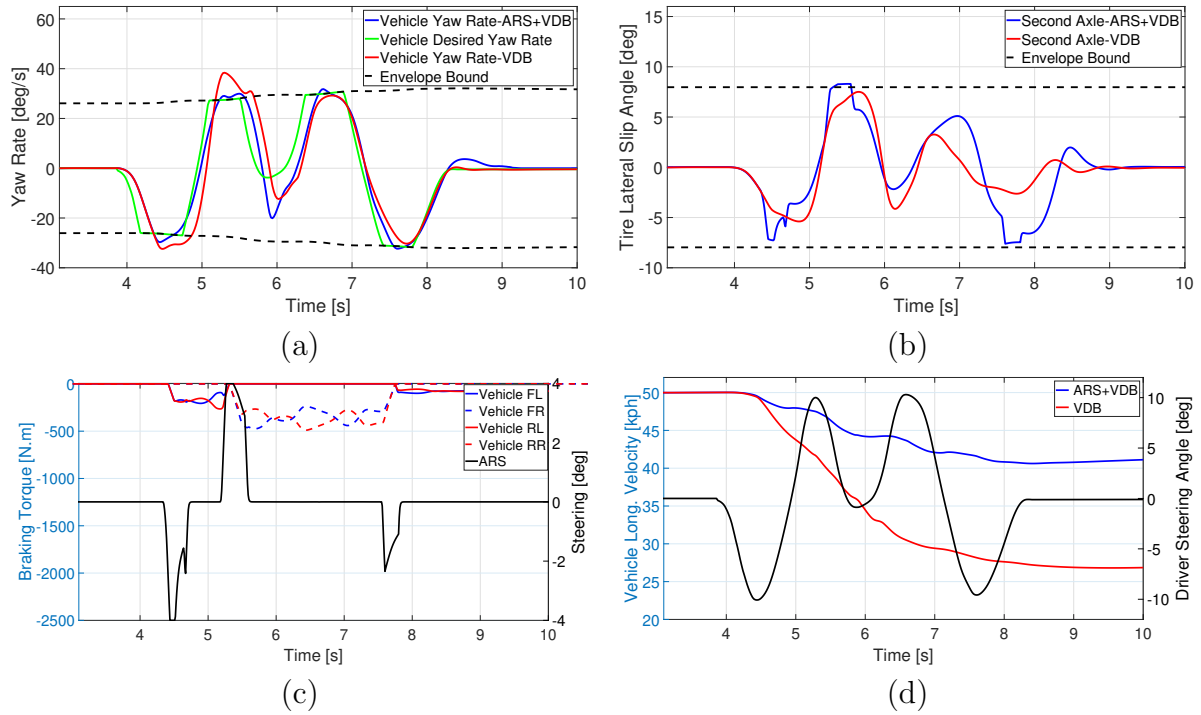 60
40
20
0
-20
-40
Yaw Rate [deg/s]
Vehicle Yaw Rate-ARS+VDB
Vehicle Desired Yaw Rate
Vehicle Yaw Rate-VDB
Envelope Bound
4 5 6 7 8 9 10
Time [s]
(a)
15
10
5
0
-5
-10
Tire Lateral Slip Angle [deg]
Second Axle-ARS+VDB
Second Axle-VDB
Envelope Bound
4 5 6 7 8 9 10
Time [s]
(b)
0
-500
-1000
-1500
-2000
-2500
Braking Torque [N.m]
Vehicle FL
Vehicle FR
Vehicle RL
Vehicle RR
ARS
4
2
0
-2
-4
Steering [deg]
4 5 6 7 8 9 10
Time [s]
(c)
50
45
40
35
30
25
20
Vehicle Long. Velocity [kph]
ARS+VDB
VDB
10
5
0
-5
-10
Driver Steering Angle [deg]
4 5 6 7 8 9 10
Time [s]
(d)